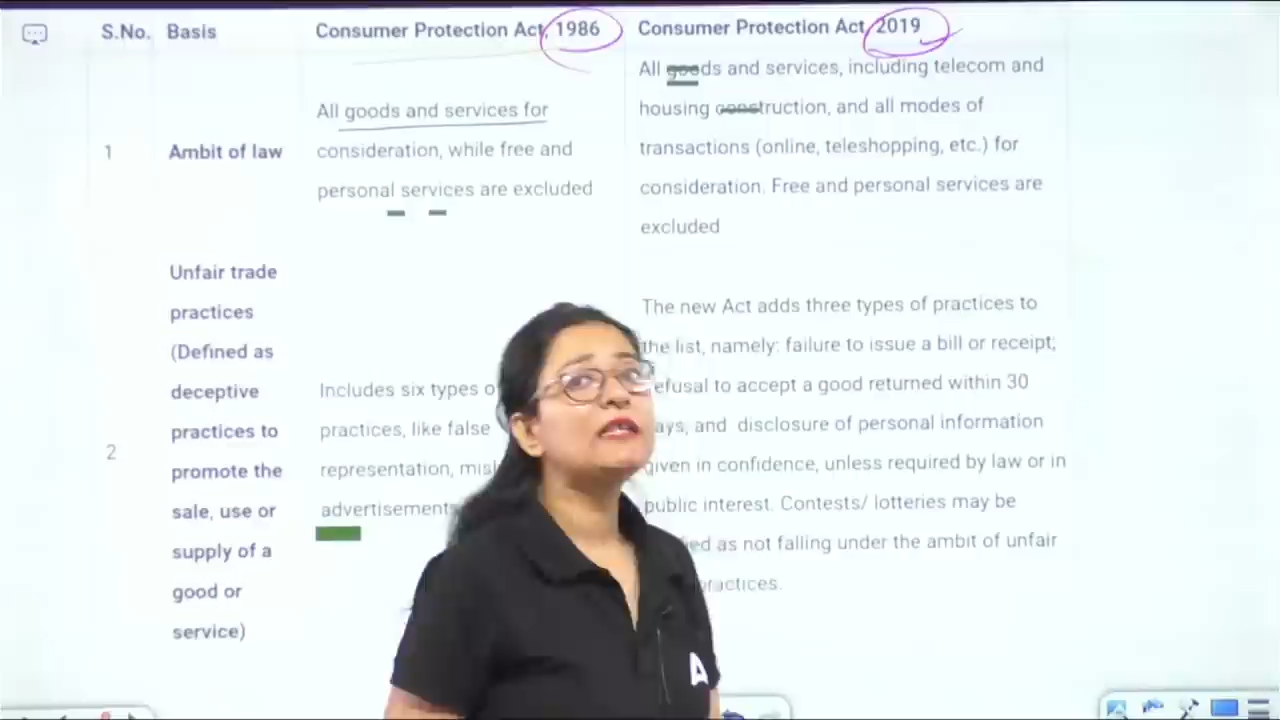 S.No. Basis Consumer Protection Act, 1986 Consumer Protection Act, 2019
1
Ambit of law
All goods and services for
consideration, while free and
personal services are excluded
All goods and services, including telecom and
housing construction, and all modes of
transactions (online, teleshopping, etc.) for
consideration. Free and personal services are
excluded
2
Unfair trade
practices
(Defined as
deceptive
practices to
promote the
sale, use or
supply of a
good or
service)
Includes six types
practices, like false
representation,
advertisements
The new Act adds three types of practices to
the list, namely: failure to issue a bill or receipt;
refusal to accept a good returned within 30
days, and disclosure of personal information
given in confidence, unless required by law or in
public interest. Contests/ lotteries may be
as not falling under the ambit of unfair
practices.
A